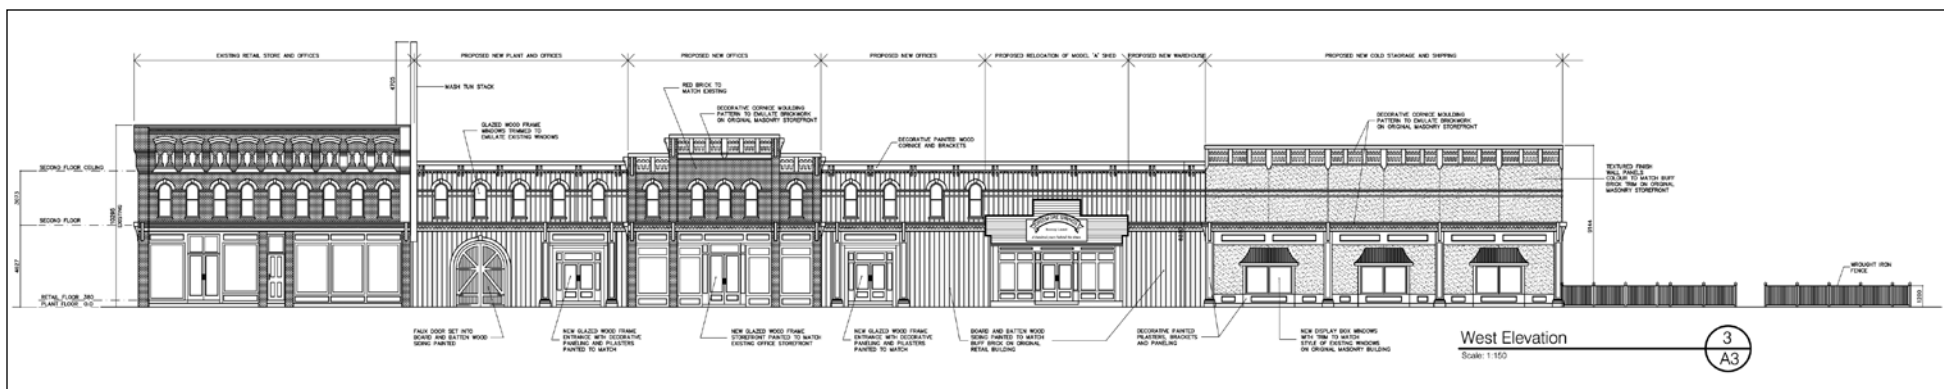 EXISTING RETAIL STORE AND OFFICES
PROPOSED NEW PLANT AND OFFICES
PROPOSED NEW OFFICES
PROPOSED NEW OFFICES
PROPOSED RELOCATION OF MODEL 'A' SHED
PROPOSED NEW WAREHOUSE
PROPOSED NEW COLD STAORAGE AND SHIPPING
4705
MASH TUN STACK
RED BRICK TO
MATCH EXISTING
DECORATIVE CORNICE MOULDING
PATTERN TO EMULATE BRICKWORK
ON ORIGINAL MASONRY STOREFRONT
GLAZED WOOD FRAME
WINDOWS TRIMMED TO
EMULATE EXISTING WINDOWS
DECORATIVE PAINTED WOOD
CORNICE AND BRACKETS
DECORATIVE CORNICE MOULDING
PATTERN TO EMULATE BRICKWORK
ON ORIGINAL MASONRY STOREFRONT
SECOND FLOOR CEILING
TEXTURED FINISH
WALL PANELS
COLOUR TO MATCH BUFF
BRICK TRIM ON ORIGINAL
MASONRY STOREFRONT
EXISTING
SECOND FLOOR
4627
WROUGHT IRON
FENCE
RETAIL FLOOR .380
PLANT FLOOR 0.0
FAUX DOOR SET INTO
BOARD AND BATTEN WOOD
SIDING PAINTED
NEW GLAZED WOOD FRAME
ENTRANCE WITH DECORATIVE
PANELING AND PILASTERS
PAINTED TO MATCH
NEW GLAZED WOOD FRAME
STOREFRONT PAINTED TO MATCH
EXISTING OFFICE STOREFRONT
NEW GLAZED WOOD FRAME
ENTRANCE WITH DECORATIVE
PANELING AND PILASTERS
PAINTED TO MATCH
BOARD AND BATTEN WOOD
SIDING PAINTED TO MATCH
BUFF BRICK ON ORIGINAL
RETAIL BUILDING
DECORATIVE PAINTED
PILASTERS, BRACKETS
AND PANELING
NEW DISPLAY BOX WINDOWS
WITH TRIM TO MATCH
STYLE OF EXISTING WINDOWS
ON ORIGINAL MASONRY BUILDING
West Elevation
Scale: 1:150
3
A3